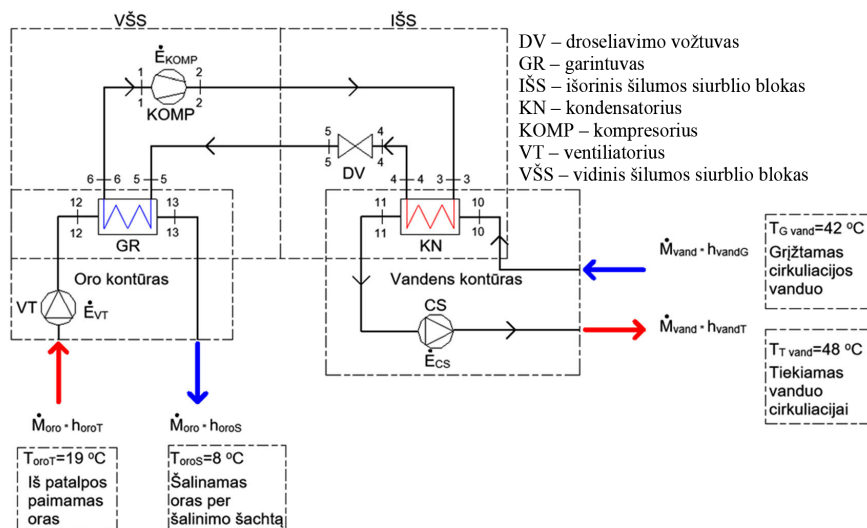 VŠS
IŠS
ĖKOMP
1
2
1
2
KOMP
5
4
5
4
DV
6
6
5
5
4
4
3
3
12
12
13
13
GR
11
11
10
10
KN
Oro kontūras
VT
ĖVT
Vandens kontūras
CS
ĖCS
DV – droseliavimo vožtuvas
GR – garintuvas
IŠS – išorinis šilumos siurblio blokas
KN – kondensatorius
KOMP – kompresorius
VT – ventiliatorius
VŠS – vidinis šilumos siurblio blokas
Ṁvand * hvandG
TG vand=42 ºC
Grįžtamas
cirkuliacijos
vanduo
Ṁvand * hvandT
TT vand=48 ºC
Tiekiamas
vanduo
cirkuliacijai
Ṁoro * horoT
ToroT=19 ºC
Iš patalpos
paimamas
oras
Ṁoro * horoS
ToroS=8 ºC
Šalinamas
oras per
šalinimo šachtą